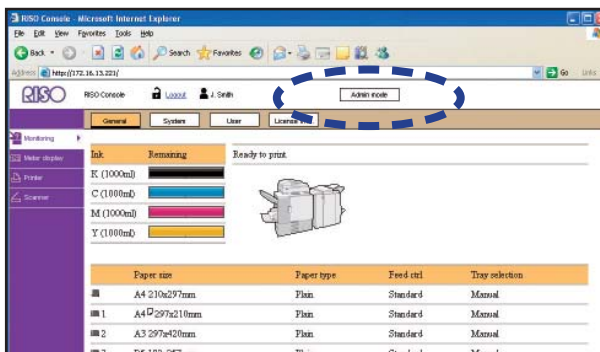 RISO Console - Microsoft Internet Explorer
File Edit View Favorites Tools Help
Back Search Favorites
Address http://172.16.13.221/ Go Links
RISO RISO Console Logout J. Smith Admin mode
General System User License
Monitoring
Meter display
Printer
Scanner
Ink Remaining Ready to print
K (1000ml)
C (1000ml)
M (1000ml)
Y (1000ml)
Paper size Paper type Feed ctrl Tray selection
A4 210x297mm Plain Standard Manual
1 A4 297x210mm Plain Standard Manual
2 A3 297x420mm Plain Standard Manual